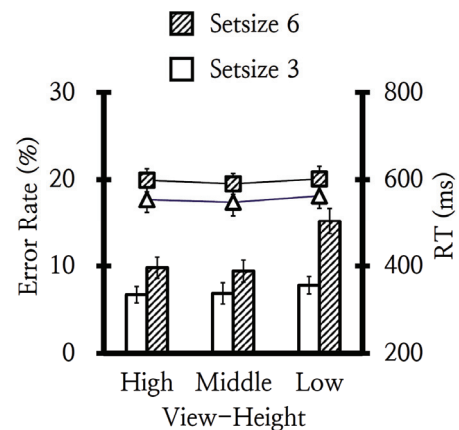 Setsize 6
Setsize 3
30
20
10
0
Error Rate (%)
800
600
400
200
RT (ms)
High Middle Low
View-Height